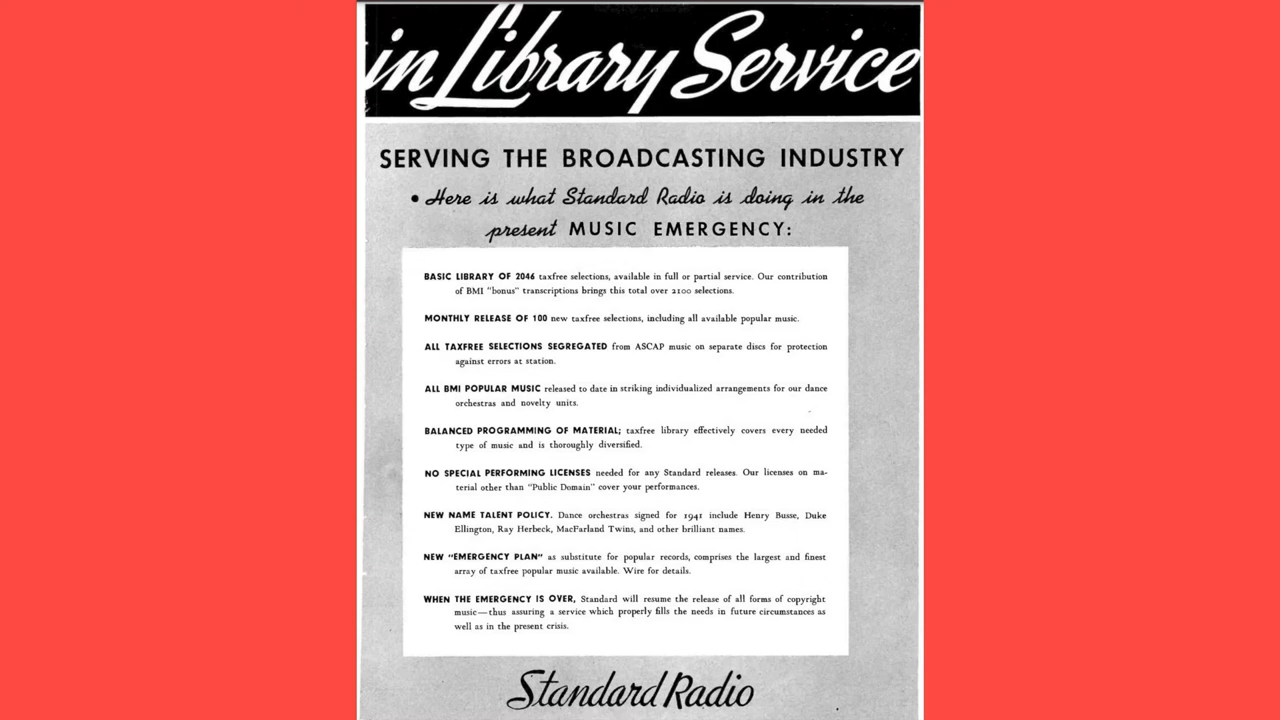 in Library Service
SERVING THE BROADCASTING INDUSTRY
• Here is what Standard Radio is doing in the
present MUSIC EMERGENCY:
BASIC LIBRARY OF 2046 taxfree selections, available in full or partial service. Our contribution
of BMI "bonus" transcriptions brings this total over 2100 selections.
MONTHLY RELEASE OF 100 new taxfree selections, including all available popular music.
ALL TAXFREE SELECTIONS SEGREGATED from ASCAP music on separate discs for protection
against errors at station.
ALL BMI POPULAR MUSIC released to date in striking individualized arrangements for our dance
orchestras and novelty units.
BALANCED PROGRAMMING OF MATERIAL; taxfree library effectively covers every needed
type of music and is thoroughly diversified.
NO SPECIAL PERFORMING LICENSES needed for any Standard releases. Our licenses on ma-
terial other than "Public Domain" cover your performances.
NEW NAME TALENT POLICY. Dance orchestras signed for 1941 include Henry Busse, Duke
Ellington, Ray Herbeck, MacFarland Twins, and other brilliant names.
NEW "EMERGENCY PLAN" as substitute for popular records, comprises the largest and finest
array of taxfree popular music available. Wire for details.
WHEN THE EMERGENCY IS OVER, Standard will resume the release of all forms of copyright
music—thus assuring a service which properly fills the needs in future circumstances as
well as in the present crisis.
Standard Radio